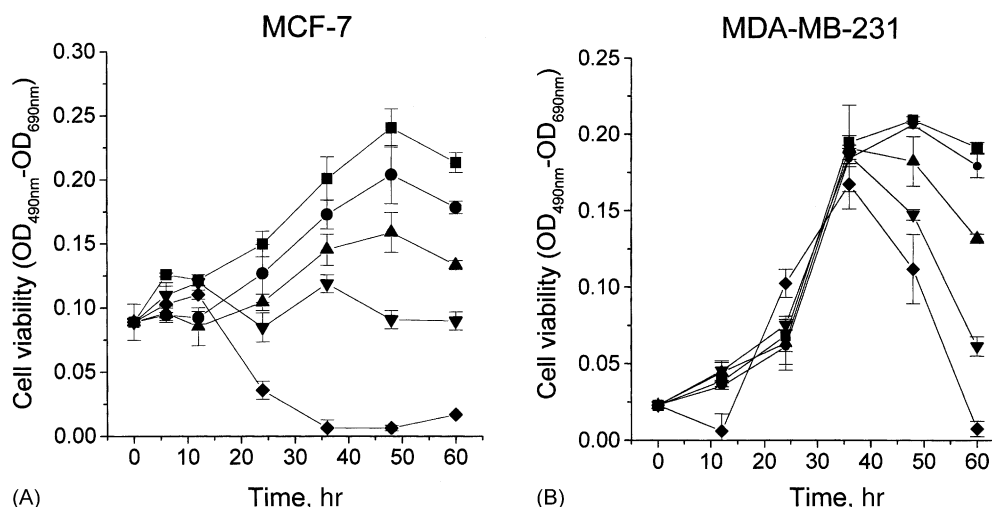 MCF-7
Cell viability (OD490nm-OD690nm)
0.30
0.25
0.20
0.15
0.10
0.05
0.00
0 10 20 30 40 50 60
Time, hr
(A)
MDA-MB-231
Cell viability (OD490nm-OD690nm)
0.25
0.20
0.15
0.10
0.05
0.00
0 10 20 30 40 50 60
Time, hr
(B)